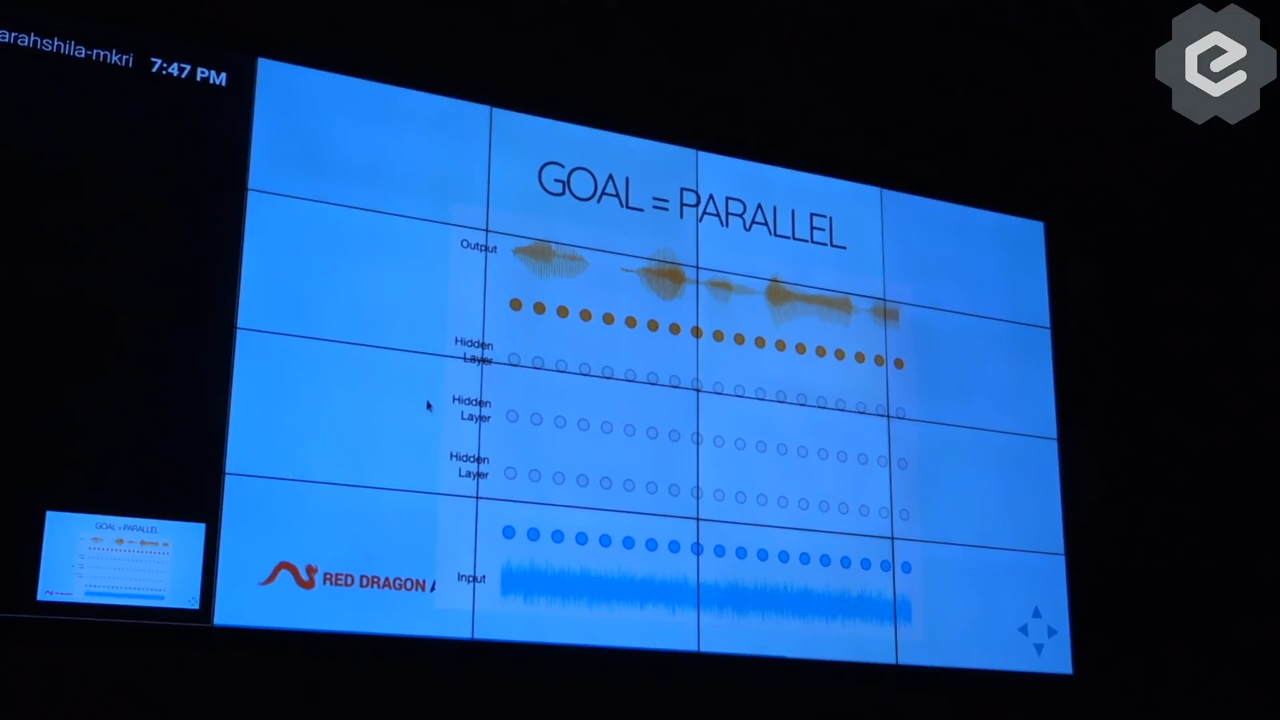 arahshila-mkri 7:47 PM
GOAL = PARALLEL
Output
Hidden
Layer
Hidden
Layer
Hidden
Layer
Input
RED DRAGON
GOAL = PARALLEL